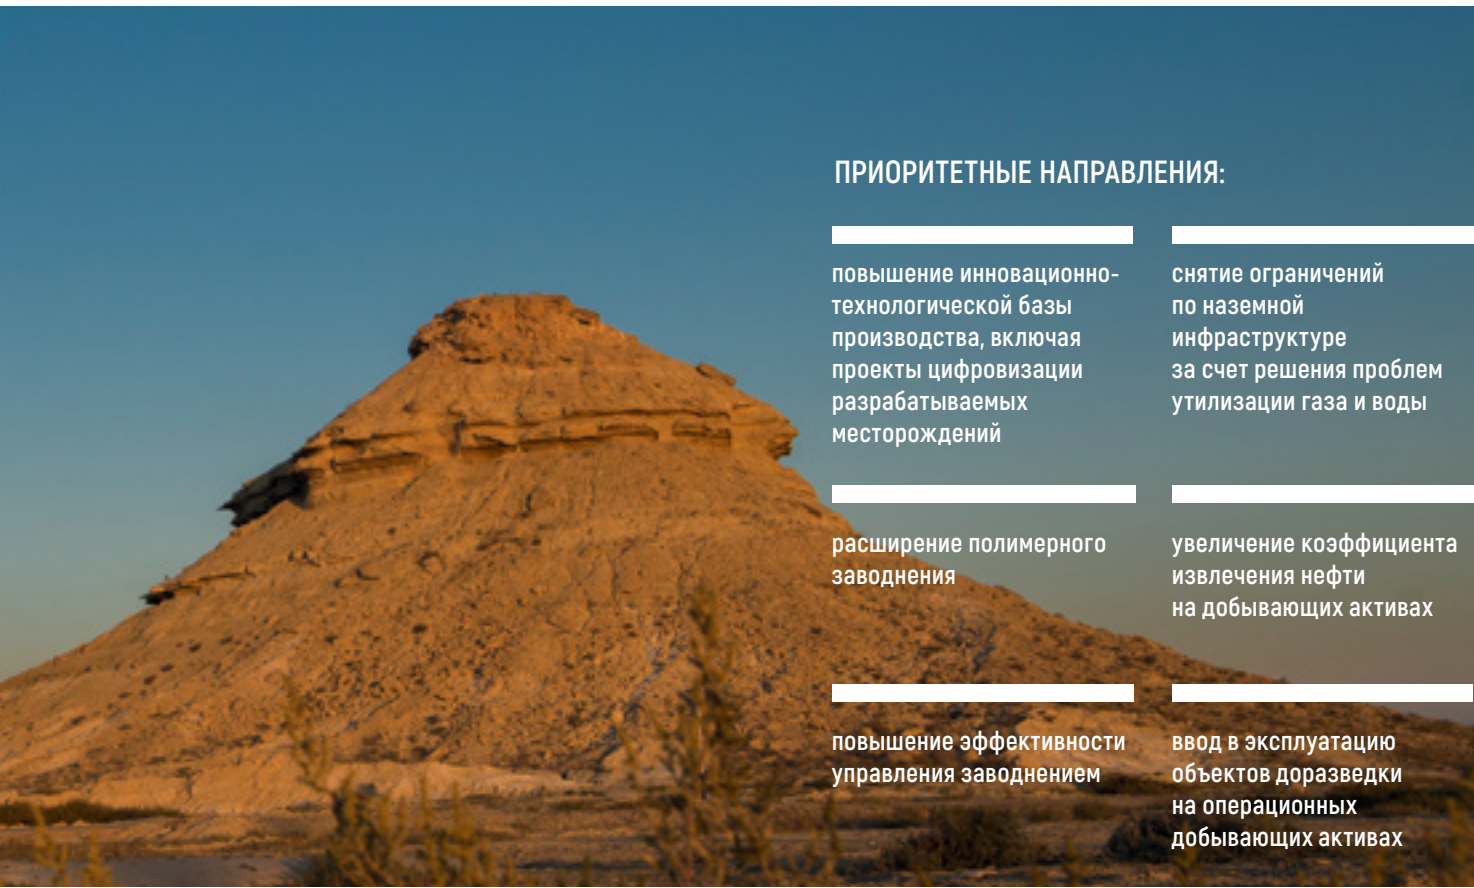 ПРИОРИТЕТНЫЕ НАПРАВЛЕНИЯ:
повышение инновационно-
технологической базы
производства, включая
проекты цифровизации
разрабатываемых
месторождений
снятие ограничений
по наземной
инфраструктуре
за счет решения проблем
утилизации газа и воды
расширение полимерного
заводнения
увеличение коэффициента
извлечения нефти
на добывающих активах
повышение эффективности
управления заводнением
ввод в эксплуатацию
объектов доразведки
на операционных
добывающих активах